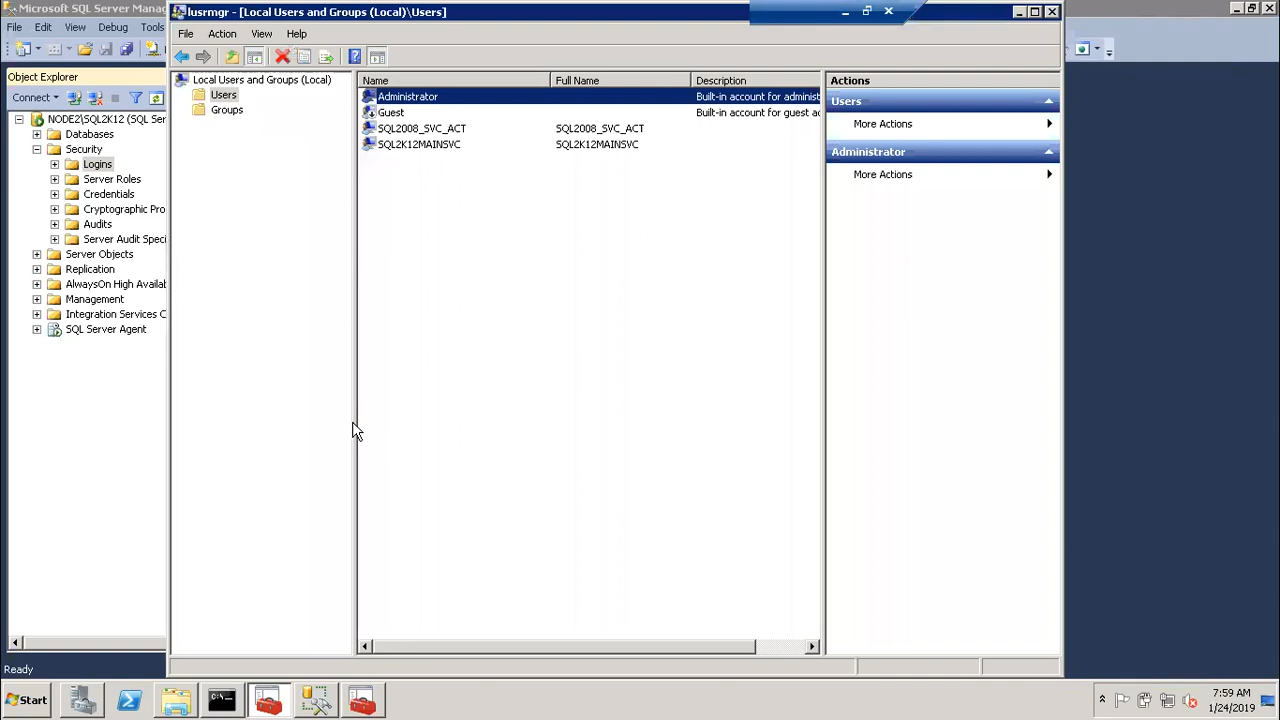 Microsoft SQL Server Mana
File Edit View Debug Tools
Object Explorer
Connect
NODE2\SQL2K12 (SQL Ser
Databases
Security
Logins
Server Roles
Credentials
Cryptographic Pro
Audits
Server Audit Speci
Server Objects
Replication
AlwaysOn High Availab
Management
Integration Services C
SQL Server Agent
Ready
lusrmgr - [Local Users and Groups (Local)\Users]
File Action View Help
Local Users and Groups (Local)
Users
Groups
Name Full Name Description
Administrator Built-in account for administ
Guest Built-in account for guest ac
SQL2008_SVC_ACT SQL2008_SVC_ACT
SQL2K12MAINSVC SQL2K12MAINSVC
Actions
Users
More Actions
Administrator
More Actions
Start
C:\
7:59 AM
1/24/2019